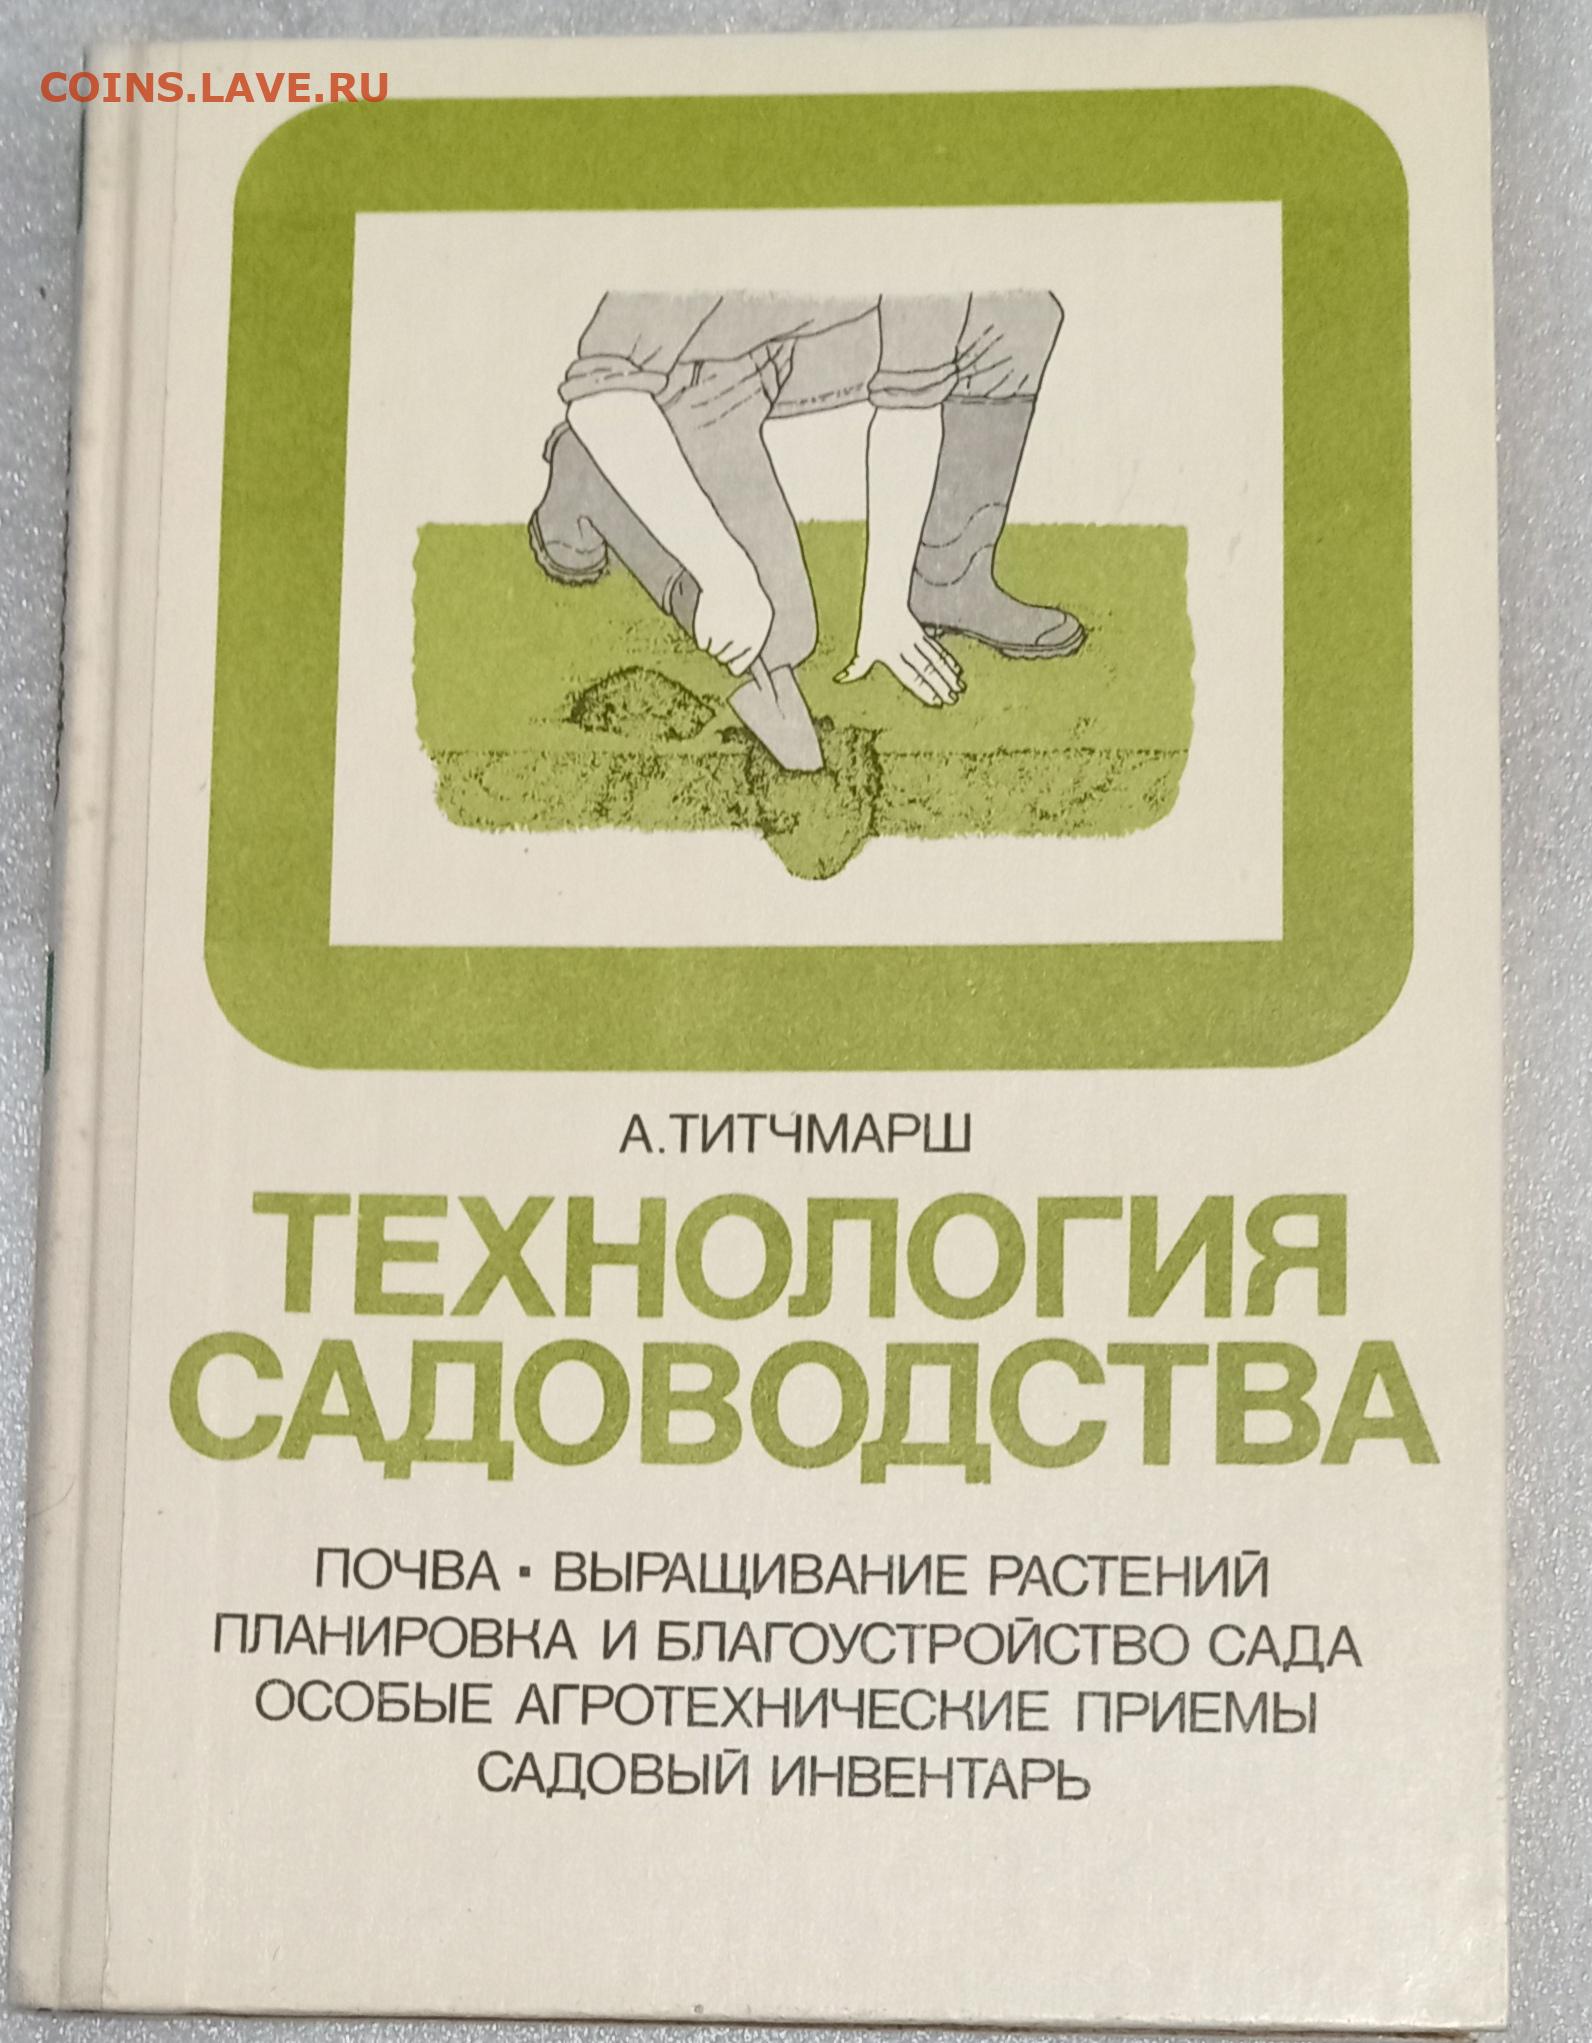 COINS.LAVE.RU
А.ТИТЧМАРШ
ТЕХНОЛОГИЯ
САДОВОДСТВА
ПОЧВА ▪ ВЫРАЩИВАНИЕ РАСТЕНИЙ
ПЛАНИРОВКА И БЛАГОУСТРОЙСТВО САДА
ОСОБЫЕ АГРОТЕХНИЧЕСКИЕ ПРИЕМЫ
САДОВЫЙ ИНВЕНТАРЬ